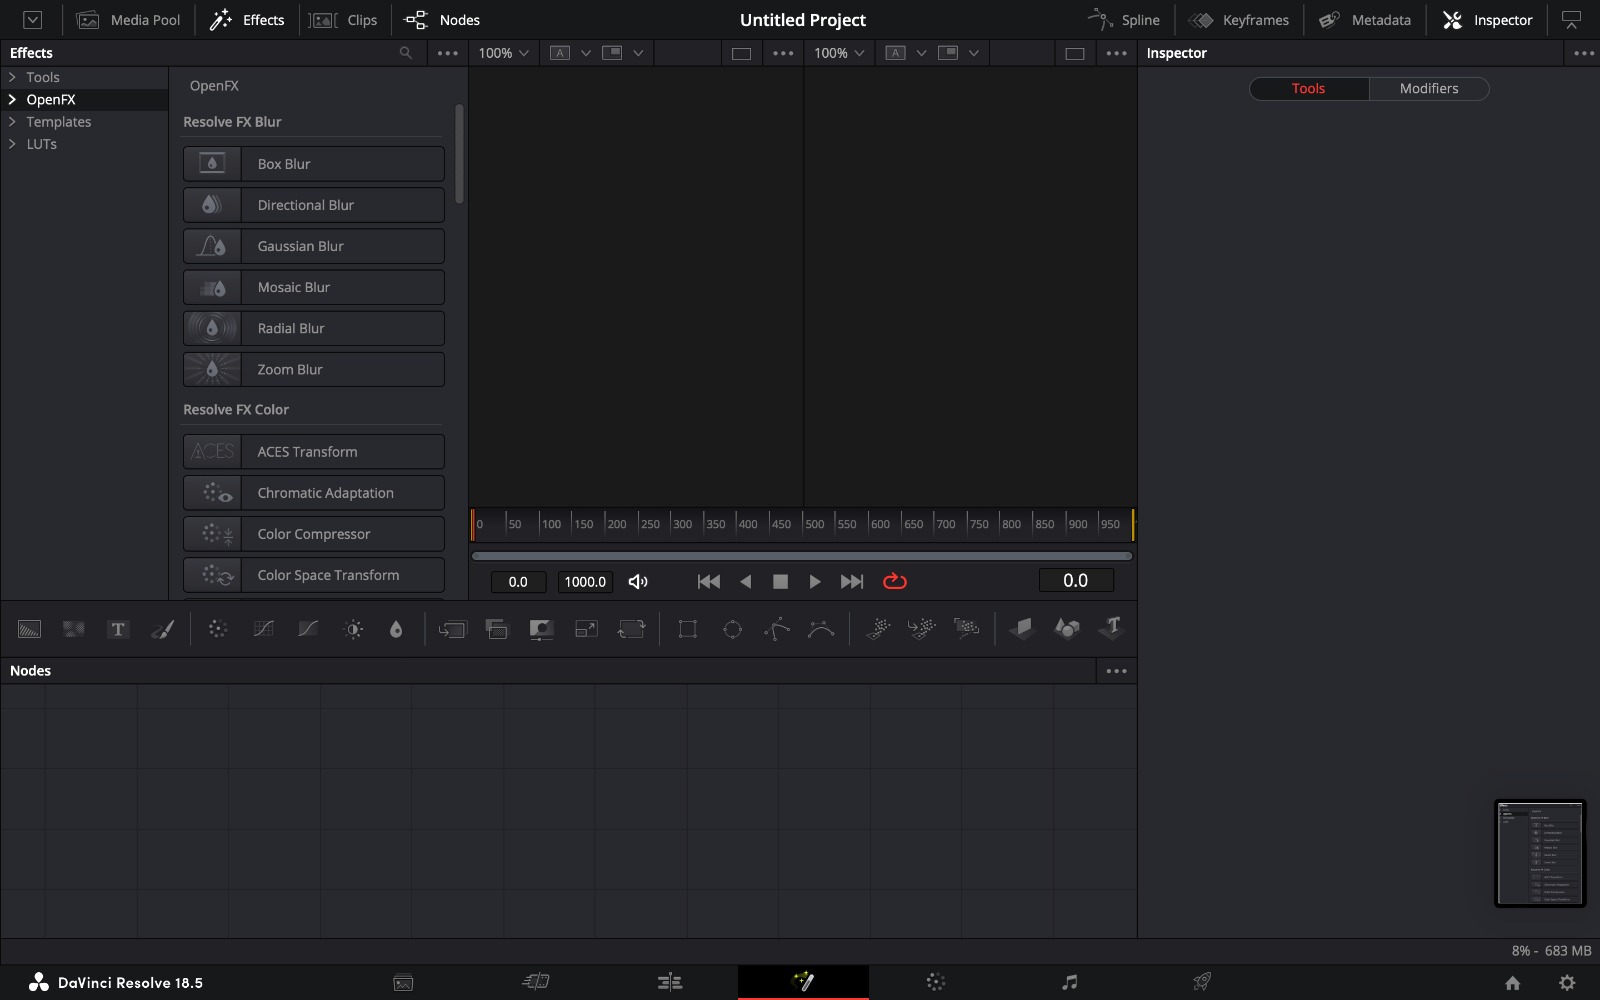 Media Pool Effects Clips Nodes Untitled Project Spline Keyframes Metadata Inspector
Effects 100% A 100% A Inspector
Tools
OpenFX
Templates
LUTs
OpenFX
Resolve FX Blur
Box Blur
Directional Blur
Gaussian Blur
Mosaic Blur
Radial Blur
Zoom Blur
Resolve FX Color
ACES ACES Transform
Chromatic Adaptation
Color Compressor
Color Space Transform
Tools Modifiers
0 50 100 150 200 250 300 350 400 450 500 550 600 650 700 750 800 850 900 950
0.0 1000.0 0.0
T T
Nodes
8% - 683 MB
DaVinci Resolve 18.5